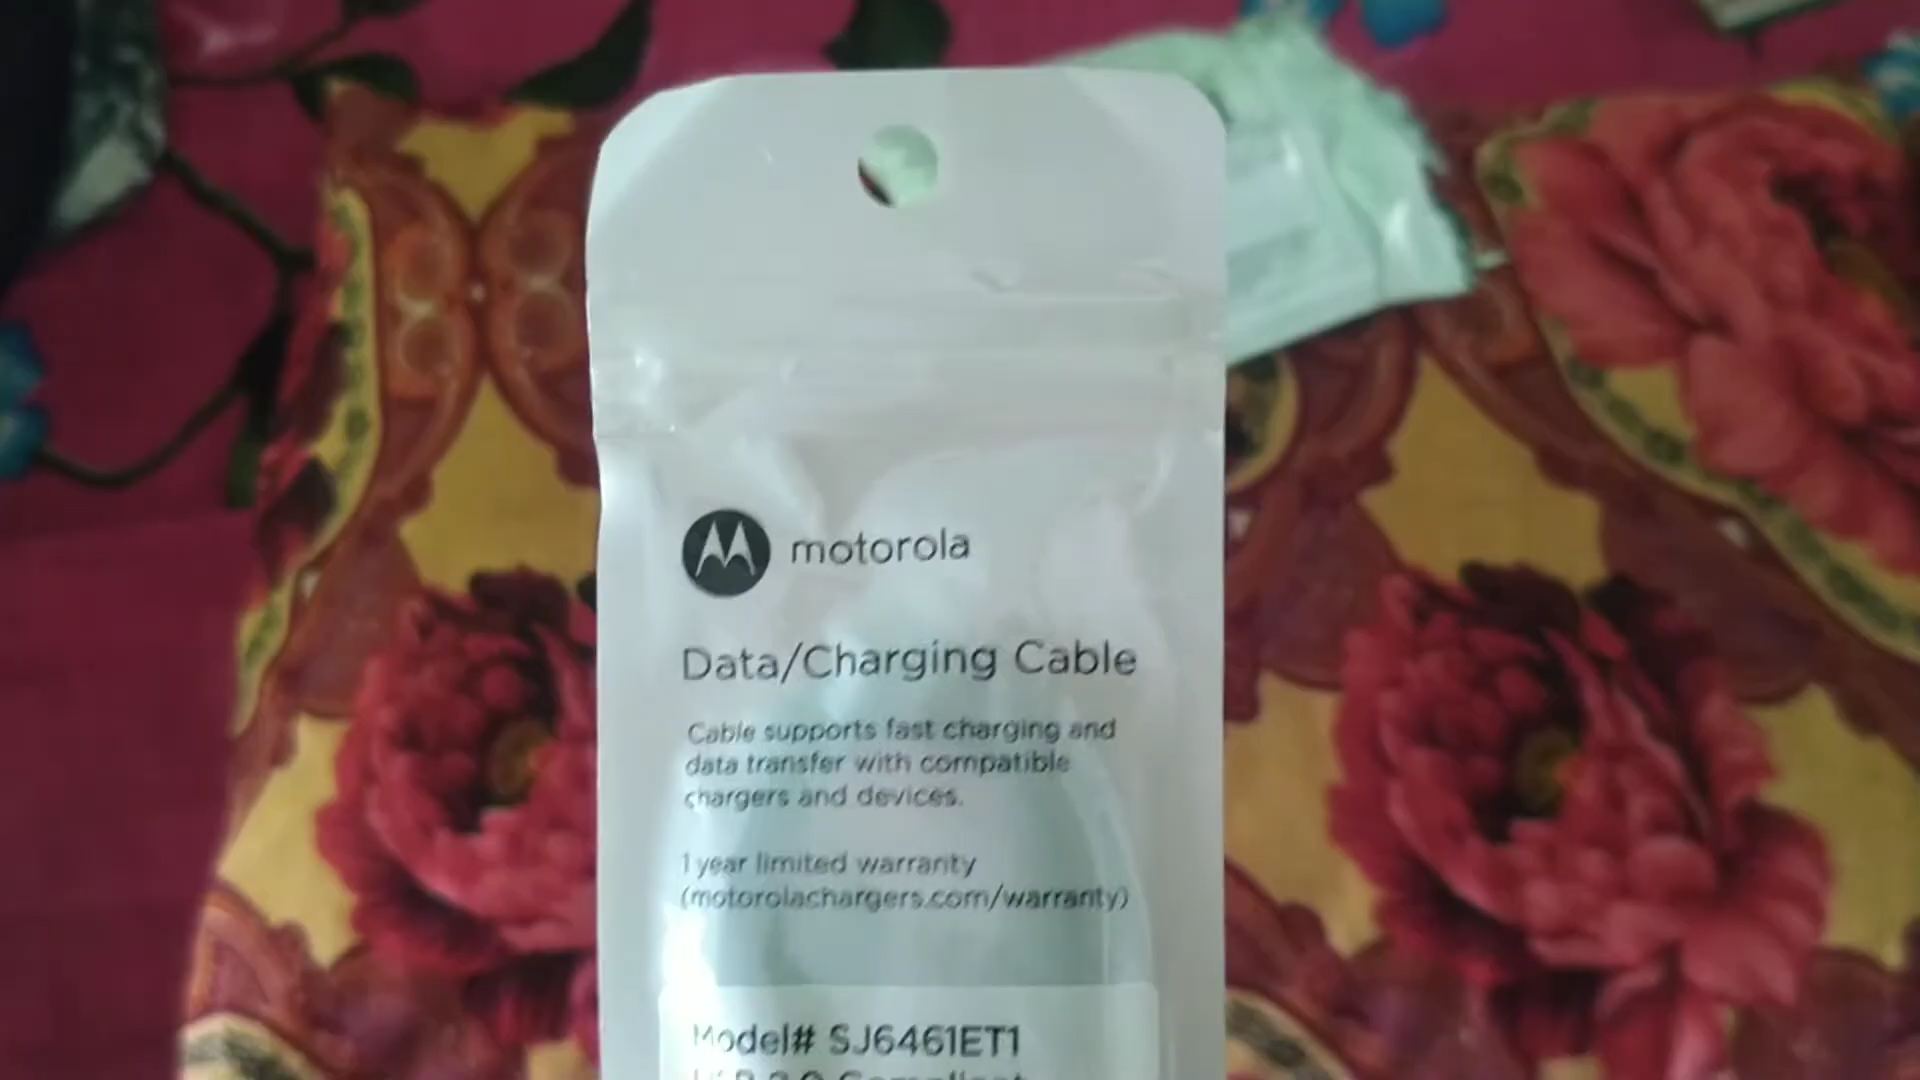 motorola
Data/Charging Cable
Cable supports fast charging and
data transfer with compatible
chargers and devices.
1 year limited warranty
(motorolachargers.com/warranty)
Model# SJ6461ET1